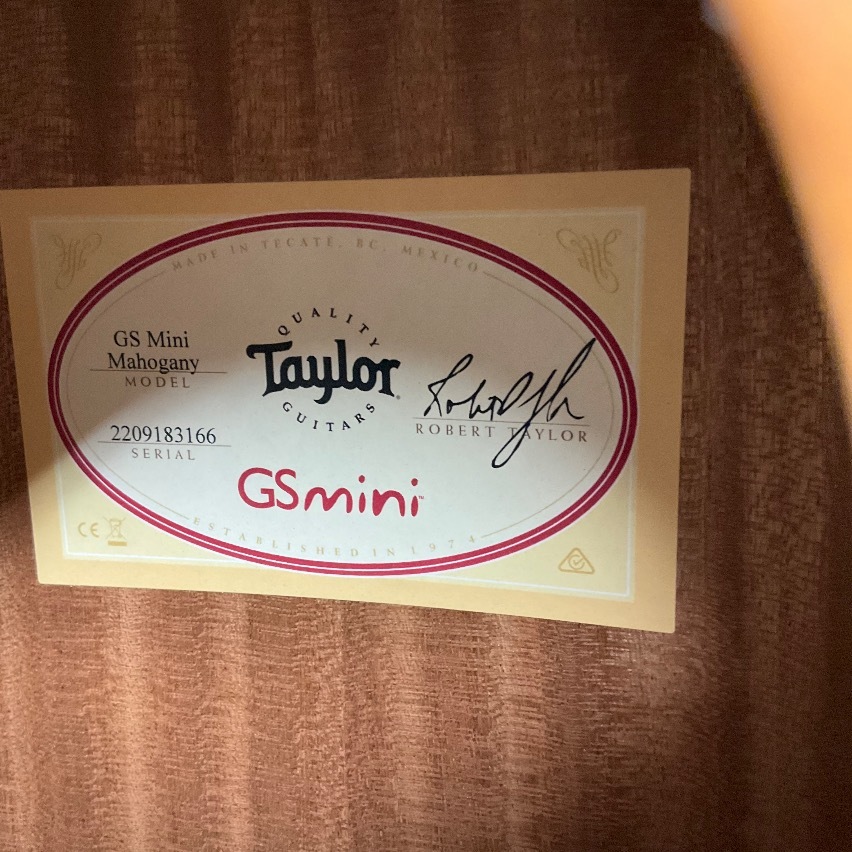 MADE IN TECATE, BC, MEXICO
GS Mini
Mahogany
MODEL
2209183166
SERIAL
QUALITY
Taylor
GUITARS
ROBERT TAYLOR
GSmini™
CE
ESTABLISHED IN 1974